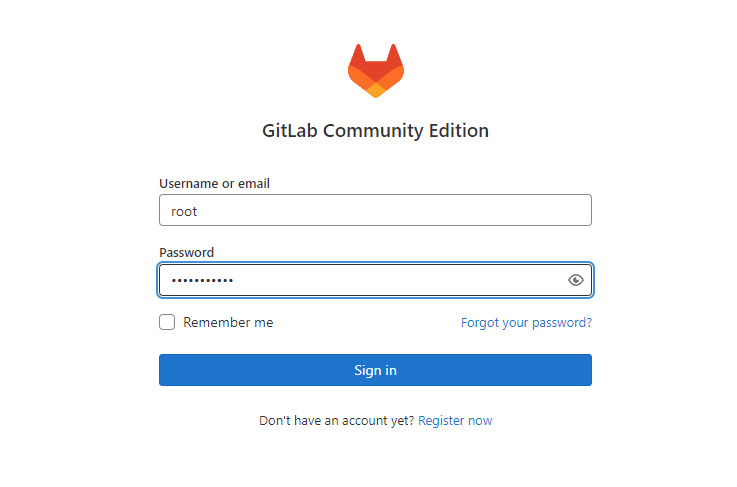 GitLab Community Edition
Username or email
root
Password
•••••••••••
Remember me Forgot your password?
Sign in
Don't have an account yet? Register now